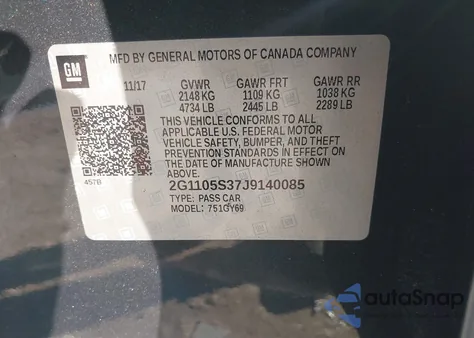 GM
MFD BY GENERAL MOTORS OF CANADA COMPANY
11/17 GVWR GAWR FRT GAWR RR
2148 KG 1109 KG 1038 KG
4734 LB 2445 LB 2289 LB
THIS VEHICLE CONFORMS TO ALL
APPLICABLE U.S. FEDERAL MOTOR
VEHICLE SAFETY, BUMPER, AND THEFT
PREVENTION STANDARDS IN EFFECT ON
THE DATE OF MANUFACTURE SHOWN
ABOVE.
457B
2G1105S37J9140085
TYPE: PASS CAR
MODEL: 751GY69
autoSnap